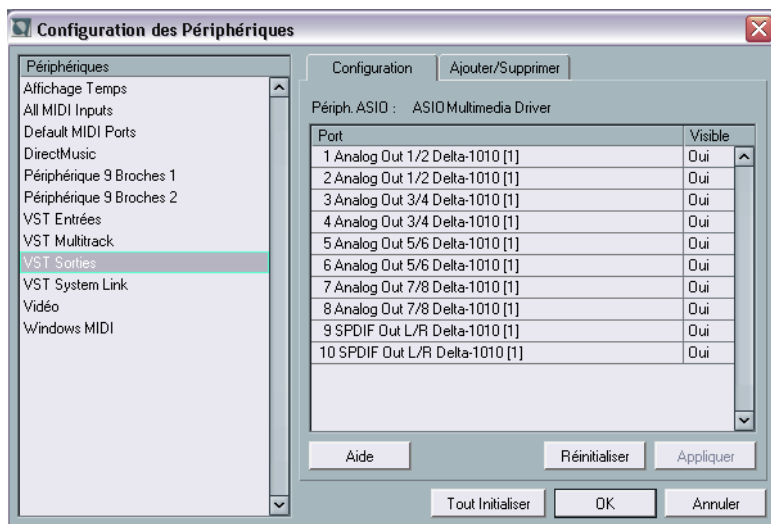 Configuration des Périphériques
Périphériques
Affichage Temps
All MIDI Inputs
Default MIDI Ports
DirectMusic
Périphérique 9 Broches 1
Périphérique 9 Broches 2
VST Entrées
VST Multitrack
VST Sorties
VST System Link
Vidéo
Windows MIDI
Configuration Ajouter/Supprimer
Périph. ASIO : ASIO Multimedia Driver
Port Visible
1 Analog Out 1/2 Delta-1010 [1] Oui
2 Analog Out 1/2 Delta-1010 [1] Oui
3 Analog Out 3/4 Delta-1010 [1] Oui
4 Analog Out 3/4 Delta-1010 [1] Oui
5 Analog Out 5/6 Delta-1010 [1] Oui
6 Analog Out 5/6 Delta-1010 [1] Oui
7 Analog Out 7/8 Delta-1010 [1] Oui
8 Analog Out 7/8 Delta-1010 [1] Oui
9 SPDIF Out L/R Delta-1010 [1] Oui
10 SPDIF Out L/R Delta-1010 [1] Oui
Aide Réinitialiser Appliquer
Tout Initialiser OK Annuler